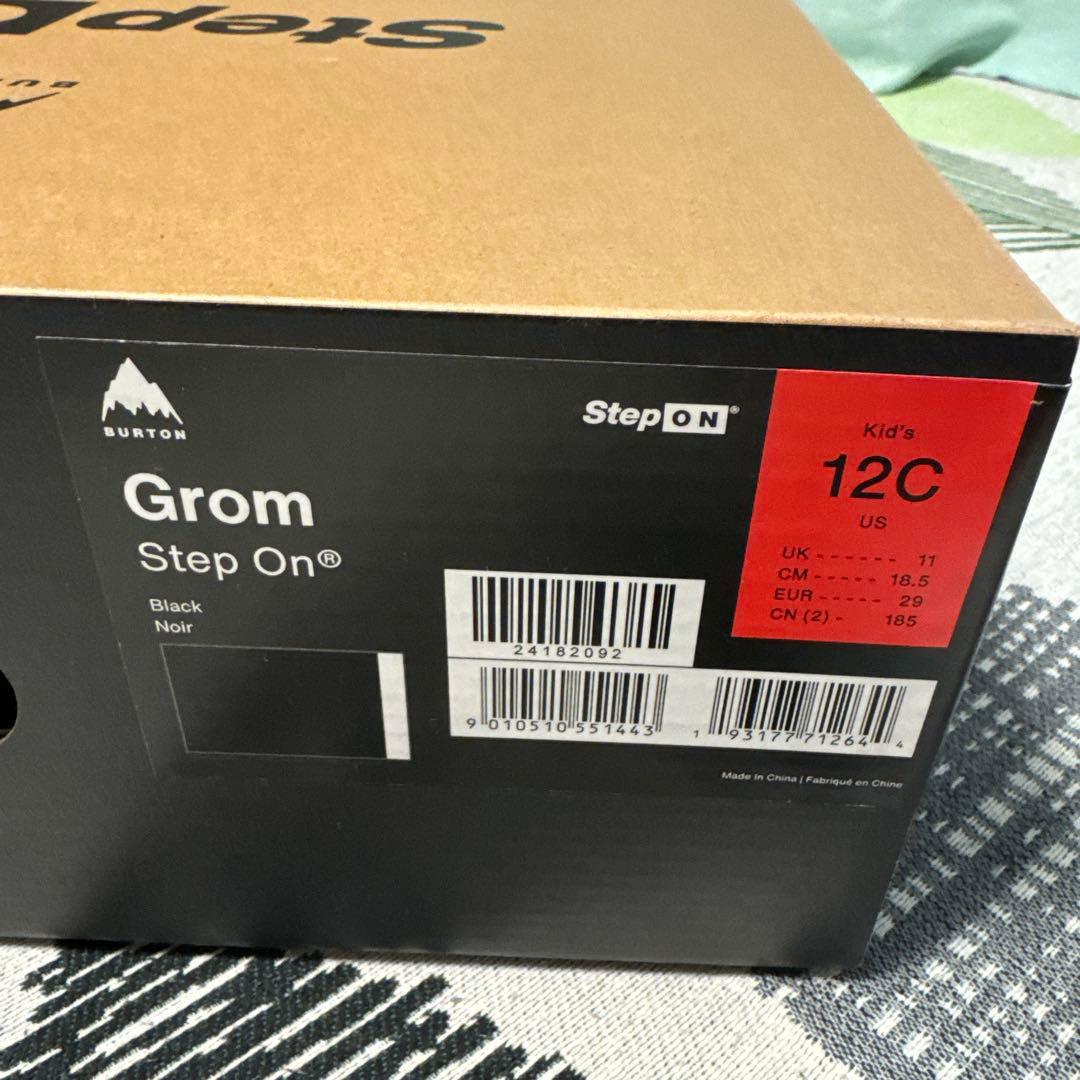 Step
BURTON
StepON®
Grom
Step On®
Black
Noir
Kid's
12C
US
UK - - - - - - 11
CM - - - - - 18.5
EUR - - - - - 29
CN (2) - 185
24182092
9 010510 551443
1 93177 71264 4
Made in China | Fabriqué en Chine